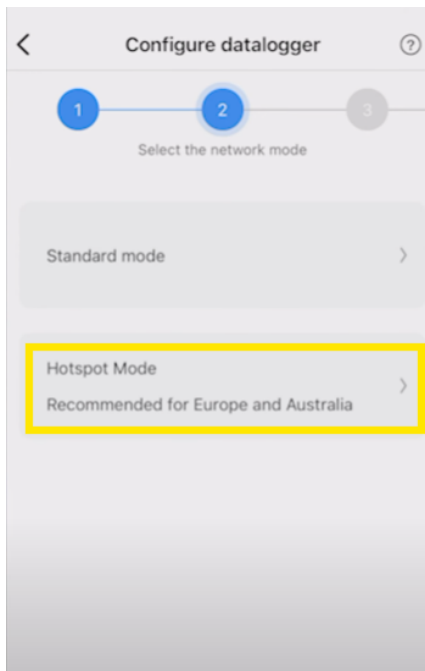 Configure datalogger ?
1 2 3
Select the network mode
Standard mode
Hotspot Mode
Recommended for Europe and Australia